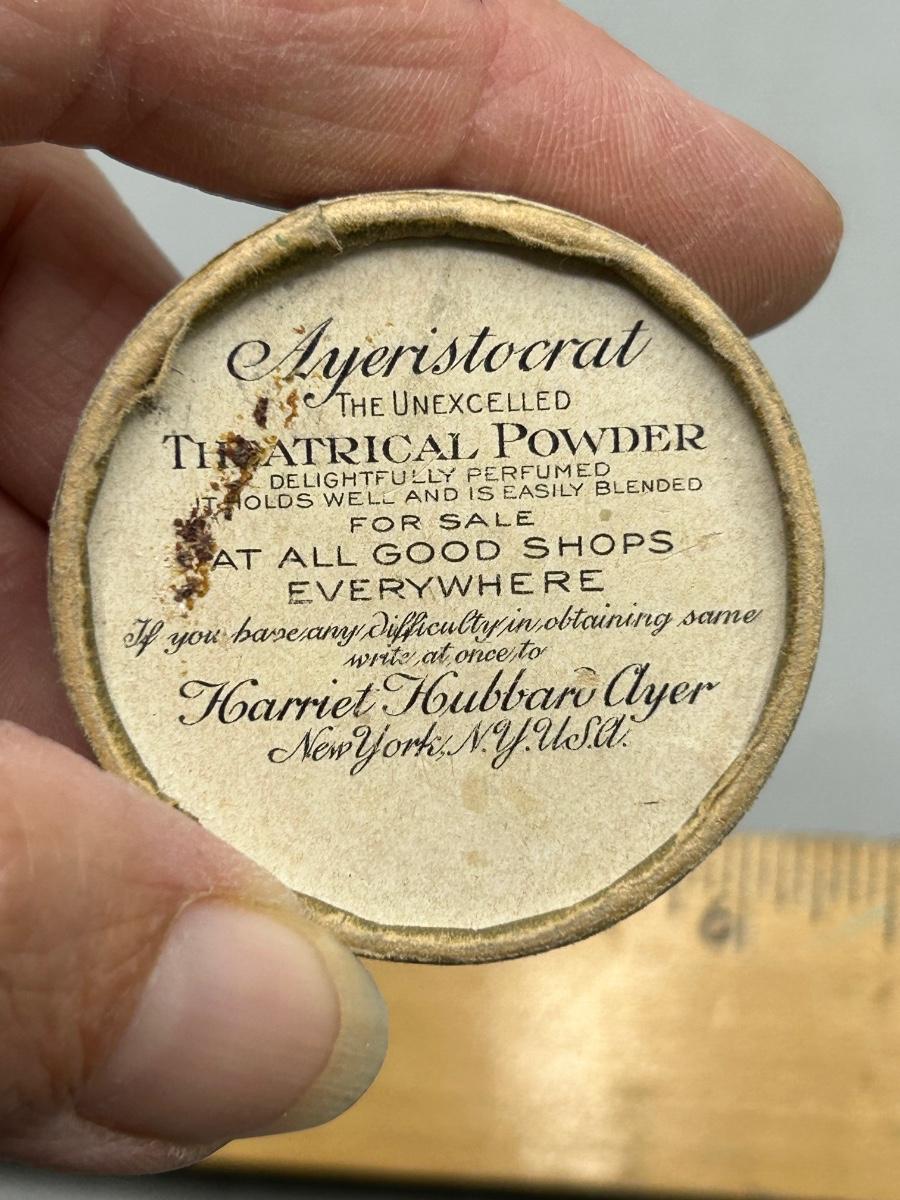 Ayeristocrat
THE UNEXCELLED
THEATRICAL POWDER
DELIGHTFULLY PERFUMED
IT HOLDS WELL AND IS EASILY BLENDED
FOR SALE
AT ALL GOOD SHOPS
EVERYWHERE
If you have any difficulty in obtaining same
write at once to
Harriet Hubbard Ayer
New York, N.Y. U.S.A.
9